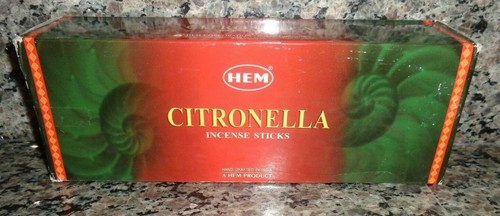 HEM
CITRONELLA
INCENSE STICKS
HAND CRAFTED IN INDIA
A HEM PRODUCT